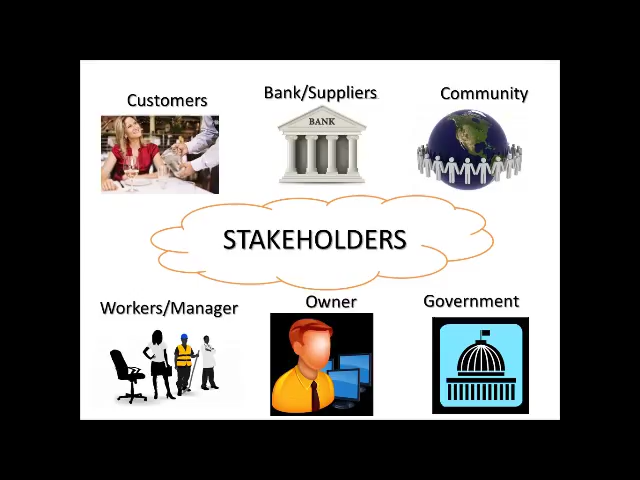 Customers
Bank/Suppliers
Community
BANK
STAKEHOLDERS
Workers/Manager
Owner
Government